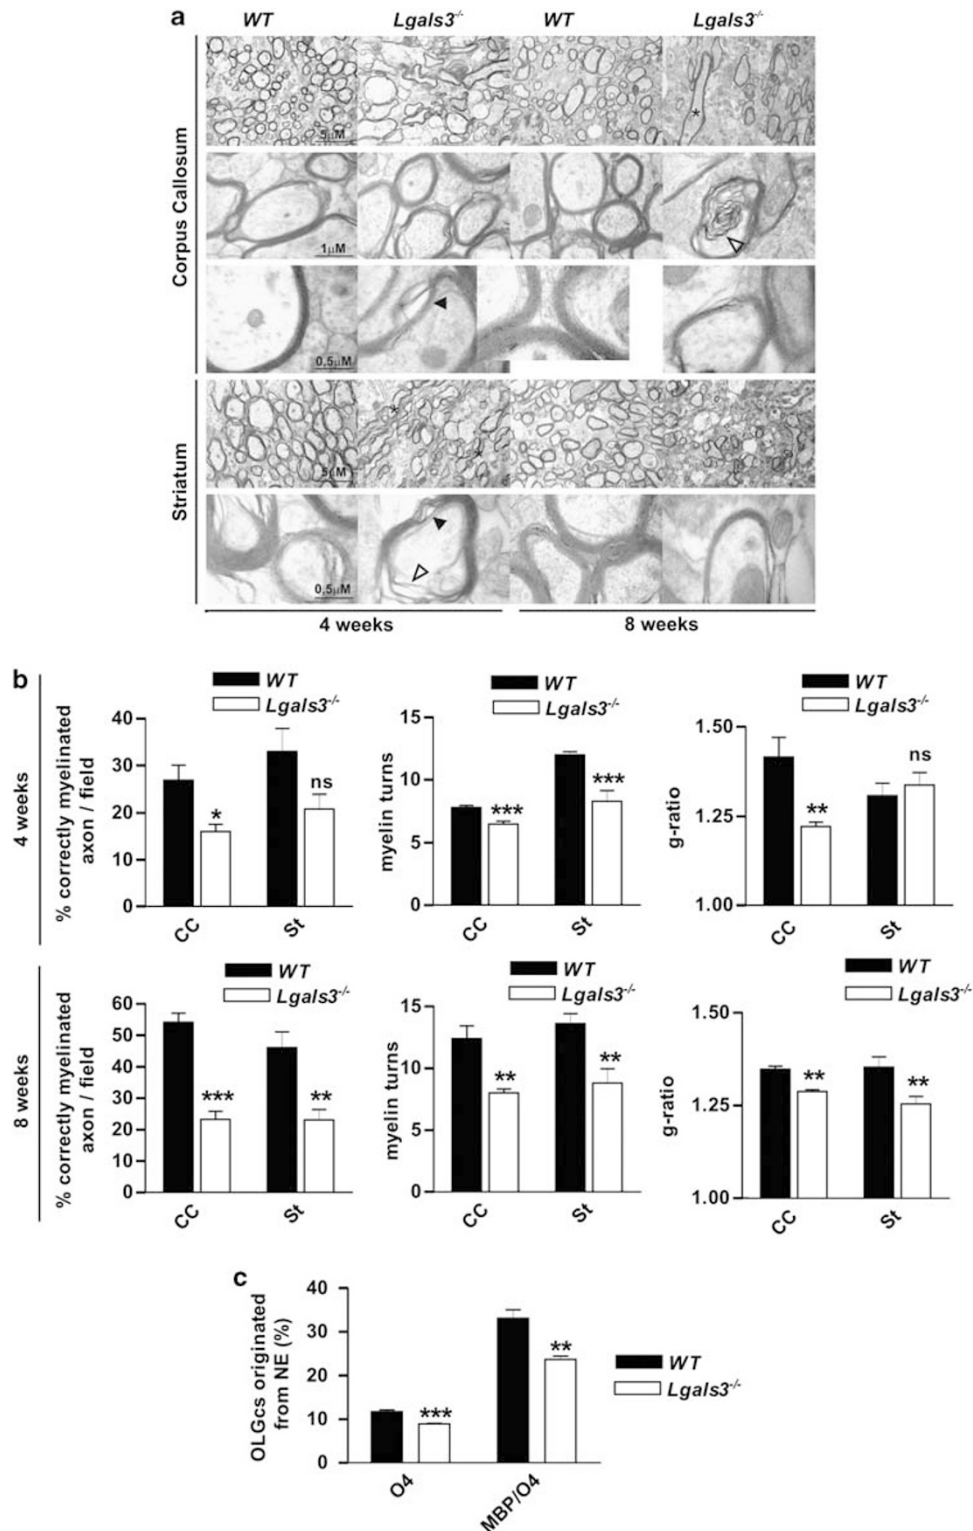 a
WT Lgals3-/- WT Lgals3-/-
Corpus Callosum
5µM
*
1µM
0,5µM
Striatum
5µM
* *
0,5µM
4 weeks 8 weeks
b
4 weeks
WT
Lgals3-/-
% correctly myelinated
axon / field
40
30
20
10
0
*
ns
CC St
WT
Lgals3-/-
myelin turns
15
10
5
0
***
***
CC St
WT
Lgals3-/-
g-ratio
1.50
1.25
1.00
**
ns
CC St
8 weeks
WT
Lgals3-/-
% correctly myelinated
axon / field
60
50
40
30
20
10
0
***
**
CC St
WT
Lgals3-/-
myelin turns
15
10
5
0
**
**
CC St
WT
Lgals3-/-
g-ratio
1.50
1.25
1.00
**
**
CC St
c
OLGcs originated
from NE (%)
40
30
20
10
0
***
**
O4 MBP/O4
WT
Lgals3-/-